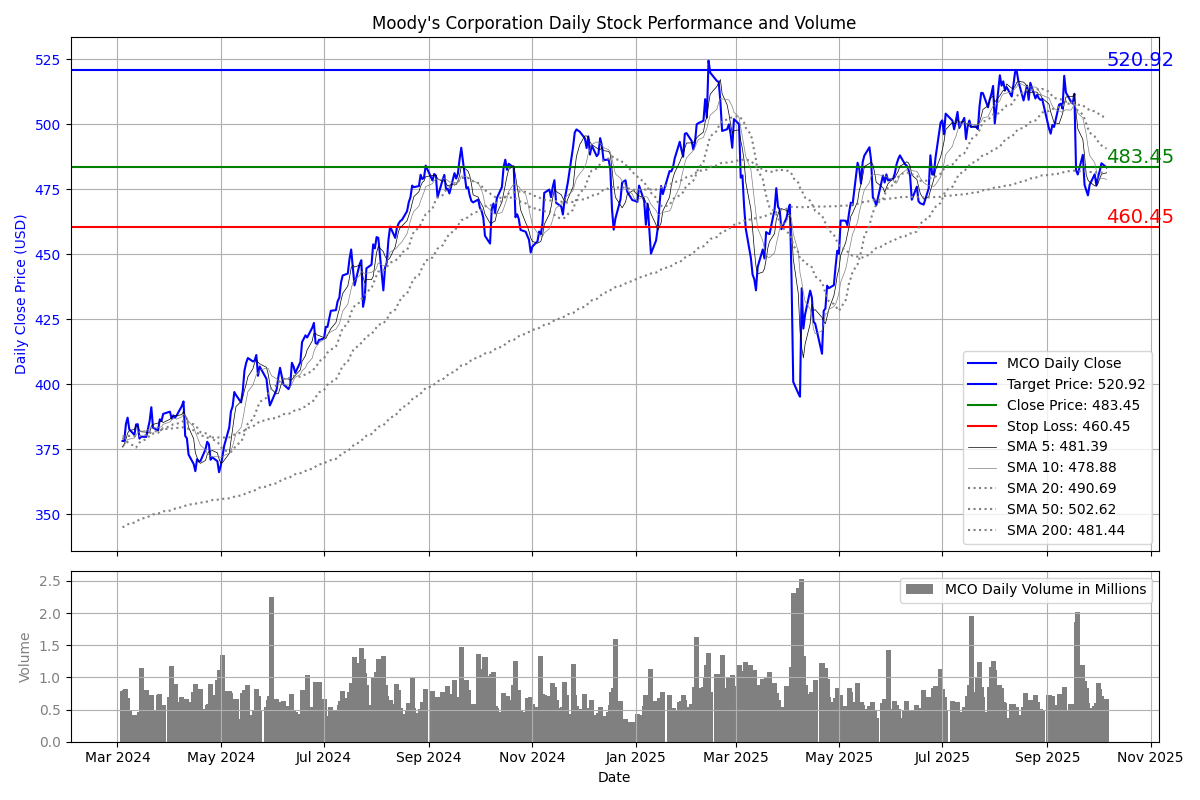 Moody's Corporation Daily Stock Performance and Volume
Daily Close Price (USD)
525
500
475
450
425
400
375
350
520.92
483.45
460.45
MCO Daily Close
Target Price: 520.92
Close Price: 483.45
Stop Loss: 460.45
SMA 5: 481.39
SMA 10: 478.88
SMA 20: 490.69
SMA 50: 502.62
SMA 200: 481.44
Volume
2.5
2.0
1.5
1.0
0.5
0.0
MCO Daily Volume in Millions
Mar 2024 May 2024 Jul 2024 Sep 2024 Nov 2024 Jan 2025 Mar 2025 May 2025 Jul 2025 Sep 2025 Nov 2025
Date